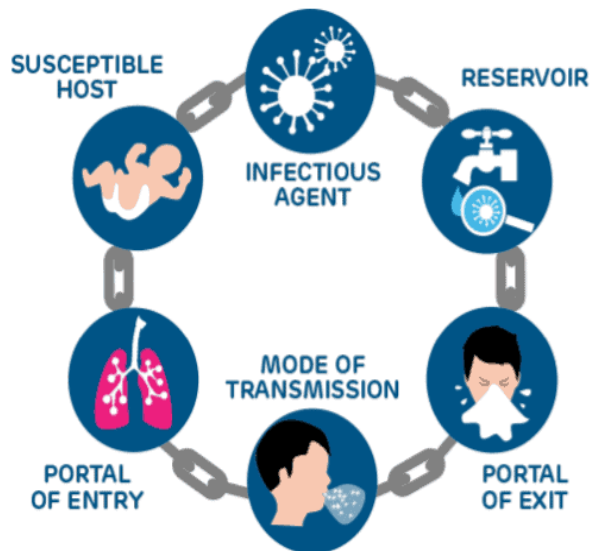 SUSCEPTIBLE
HOST
RESERVOIR
INFECTIOUS
AGENT
MODE OF
TRANSMISSION
PORTAL
OF ENTRY
PORTAL
OF EXIT